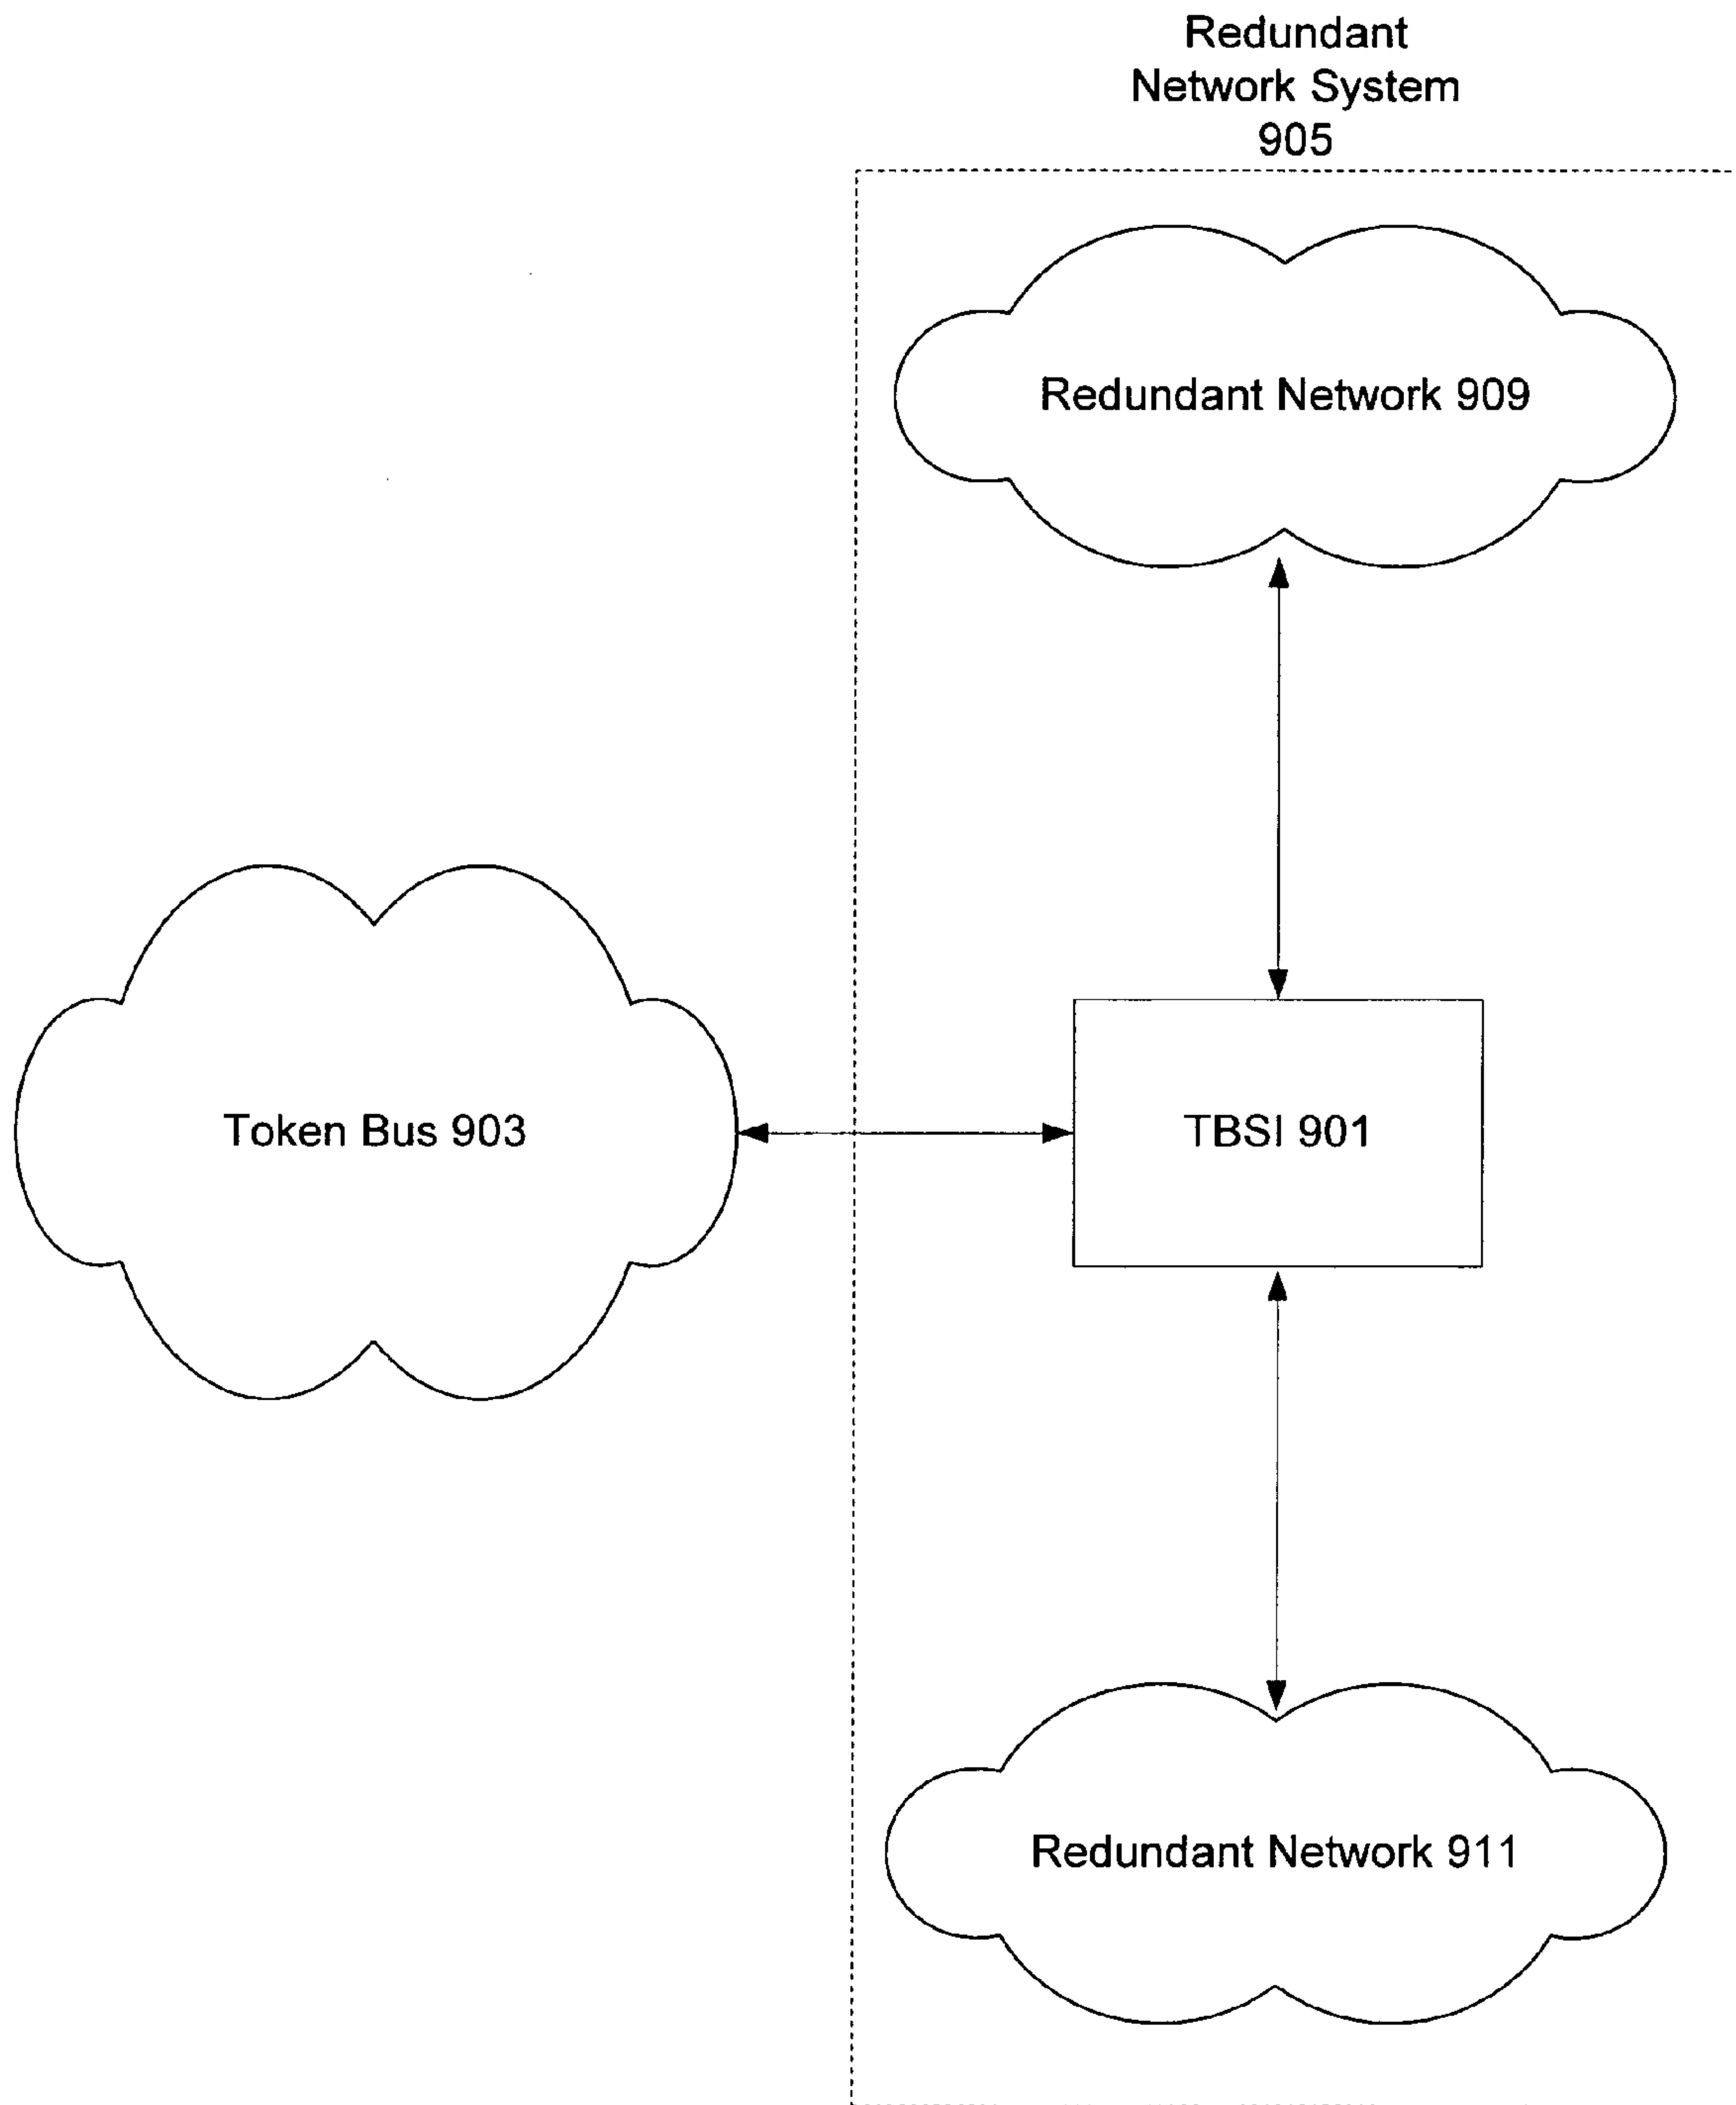 Redundant
Network System
905
Redundant Network 909
Token Bus 903
TBSI 901
Redundant Network 911